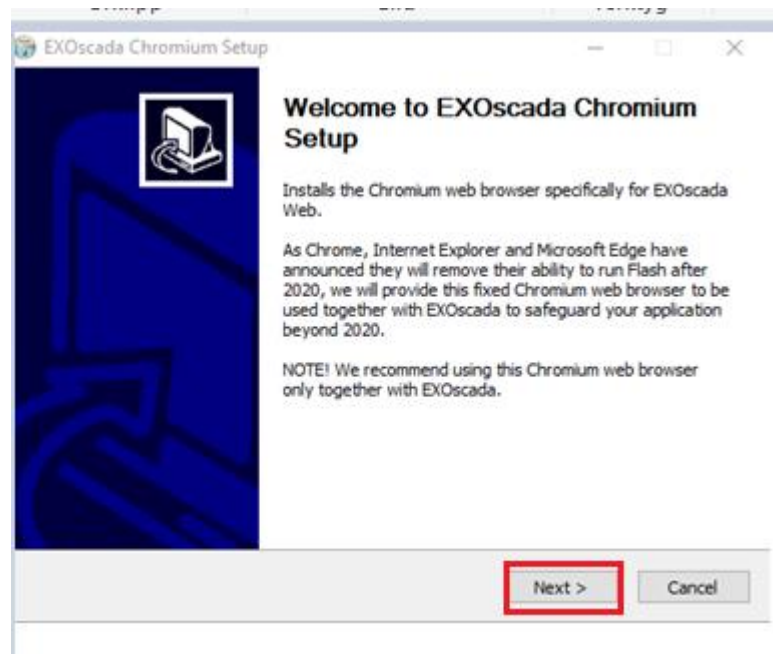 EXOscada Chromium Setup
Welcome to EXOscada Chromium
Setup
Installs the Chromium web browser specifically for EXOscada
Web.
As Chrome, Internet Explorer and Microsoft Edge have
announced they will remove their ability to run Flash after
2020, we will provide this fixed Chromium web browser to be
used together with EXOscada to safeguard your application
beyond 2020.
NOTE! We recommend using this Chromium web browser
only together with EXOscada.
Next > Cancel